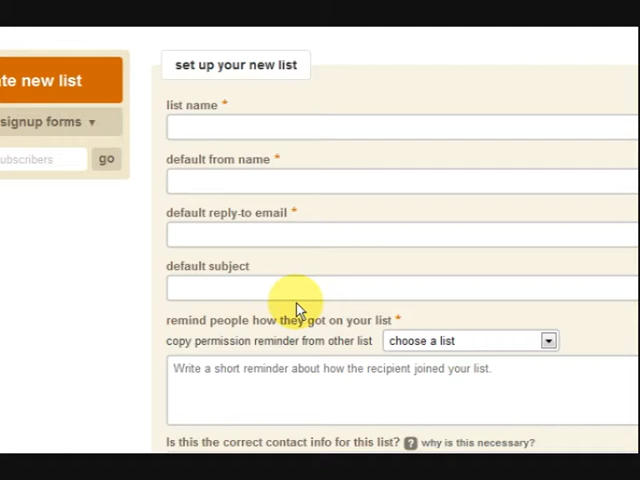 te new list
signup forms
ubscribers
go
set up your new list
list name *
default from name *
default reply-to email *
default subject
remind people how they got on your list *
copy permission reminder from other list choose a list
Write a short reminder about how the recipient joined your list.
Is this the correct contact info for this list? ? why is this necessary?